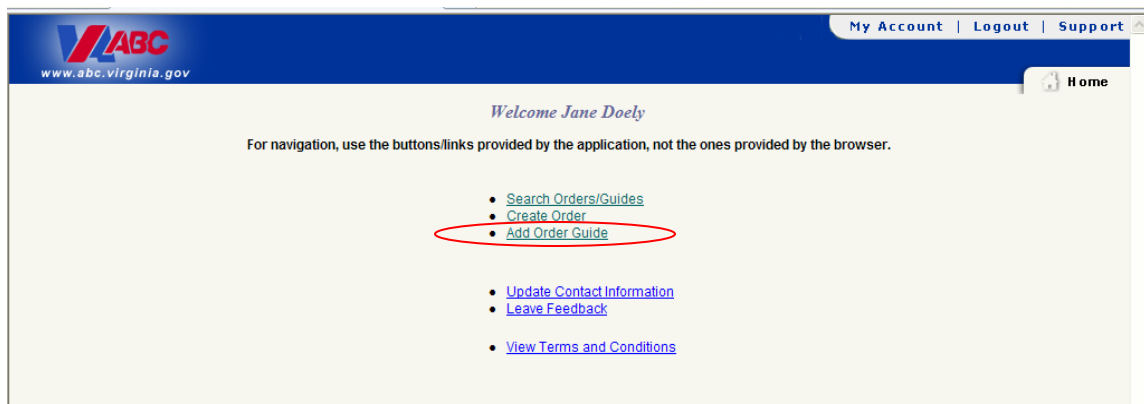 VA ABC
www.abc.virginia.gov
My Account | Logout | Support
Home
Welcome Jane Doely
For navigation, use the buttons/links provided by the application, not the ones provided by the browser.
Search Orders/Guides
Create Order
Add Order Guide
Update Contact Information
Leave Feedback
View Terms and Conditions